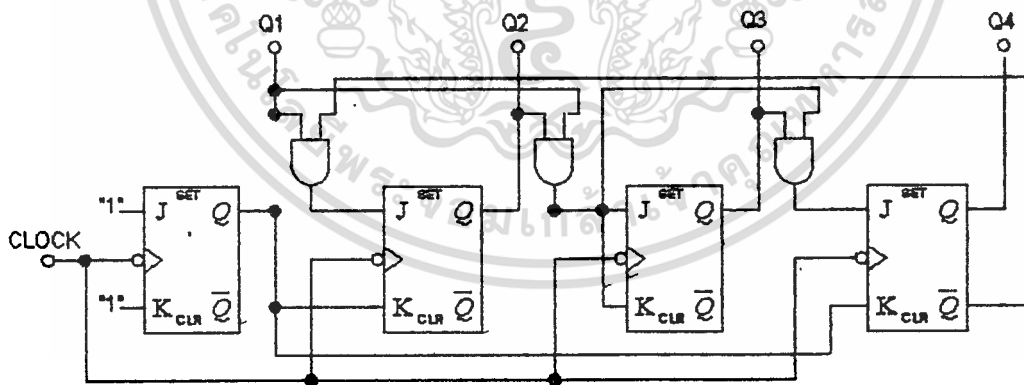 Q1 Q2 Q3 Q4
"1" J SET Q
J SET Q
J SET Q
J SET Q
CLOCK
"1" K CLR Q̅
K CLR Q̅
K CLR Q̅
K CLR Q̅